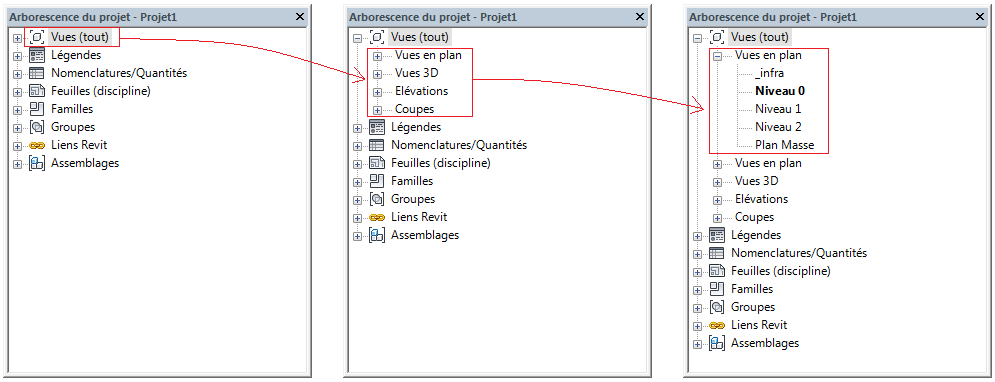 Arborescence du projet - Projet1
Vues (tout)
Légendes
Nomenclatures/Quantités
Feuilles (discipline)
Familles
Groupes
Liens Revit
Assemblages
Arborescence du projet - Projet1
Vues (tout)
Vues en plan
Vues 3D
Elévations
Coupes
Légendes
Nomenclatures/Quantités
Feuilles (discipline)
Familles
Groupes
Liens Revit
Assemblages
Arborescence du projet - Projet1
Vues (tout)
Vues en plan
_infra
Niveau 0
Niveau 1
Niveau 2
Plan Masse
Vues en plan
Vues 3D
Elévations
Coupes
Légendes
Nomenclatures/Quantités
Feuilles (discipline)
Familles
Groupes
Liens Revit
Assemblages